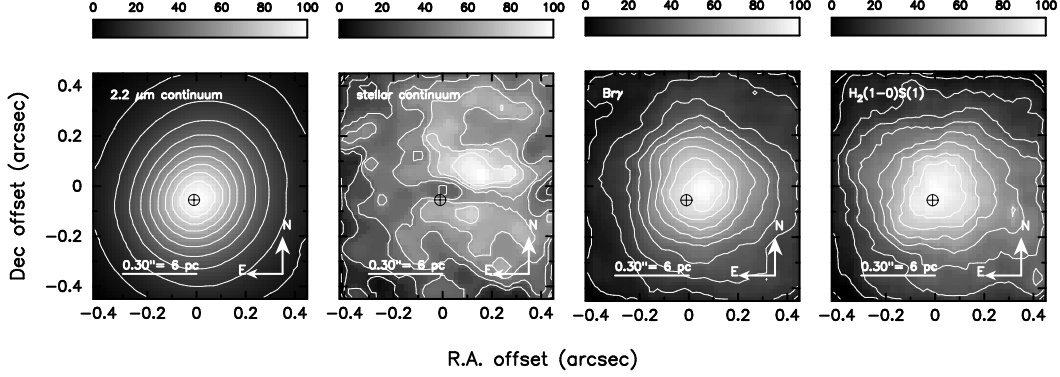 0 20 40 60 80 100
0 20 40 60 80 100
0 20 40 60 80 100
0 20 40 60 80 100
Dec offset (arcsec)
0.4
0.2
0
−0.2
−0.4
2.2 μm continuum
N
E
0.30"= 6 pc
−0.4 −0.2 0 0.2 0.4
stellar continuum
N
E
0.30"= 6 pc
−0.4 −0.2 0 0.2 0.4
Brγ
N
E
0.30"= 6 pc
−0.4 −0.2 0 0.2 0.4
H₂(1−0)S(1)
N
E
0.30"= 6 pc
−0.4 −0.2 0 0.2 0.4
R.A. offset (arcsec)